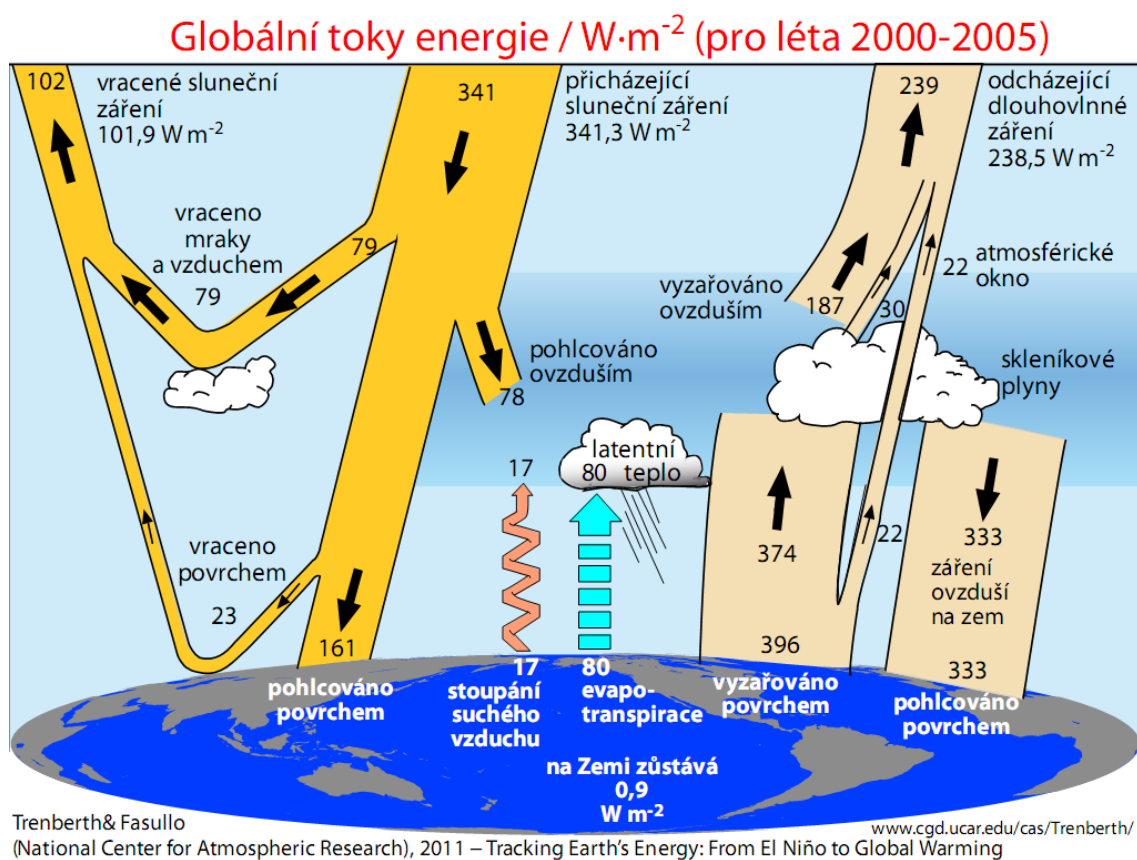 Globální toky energie / W·m⁻² (pro léta 2000-2005)
102
vracené sluneční
záření
101,9 W m⁻²
341
přicházející
sluneční záření
341,3 W m⁻²
239
odcházející
dlouhovlnné
záření
238,5 W m⁻²
vraceno
mraky
a vzduchem
79
79
vyzařováno
ovzduším
187
30
22
atmosférické
okno
pohlcováno
ovzduším
78
skleníkové
plyny
17
latentní
80 teplo
vraceno
povrchem
23
374
22
333
záření
ovzduší
na zem
161
pohlcováno
povrchem
17
stoupání
suchého
vzduchu
80
evapo-
transpirace
396
vyzařováno
povrchem
333
pohlcováno
povrchem
na Zemi zůstává
0,9
W m⁻²
Trenberth& Fasullo
www.cgd.ucar.edu/cas/Trenberth/
(National Center for Atmospheric Research), 2011 – Tracking Earth's Energy: From El Niño to Global Warming